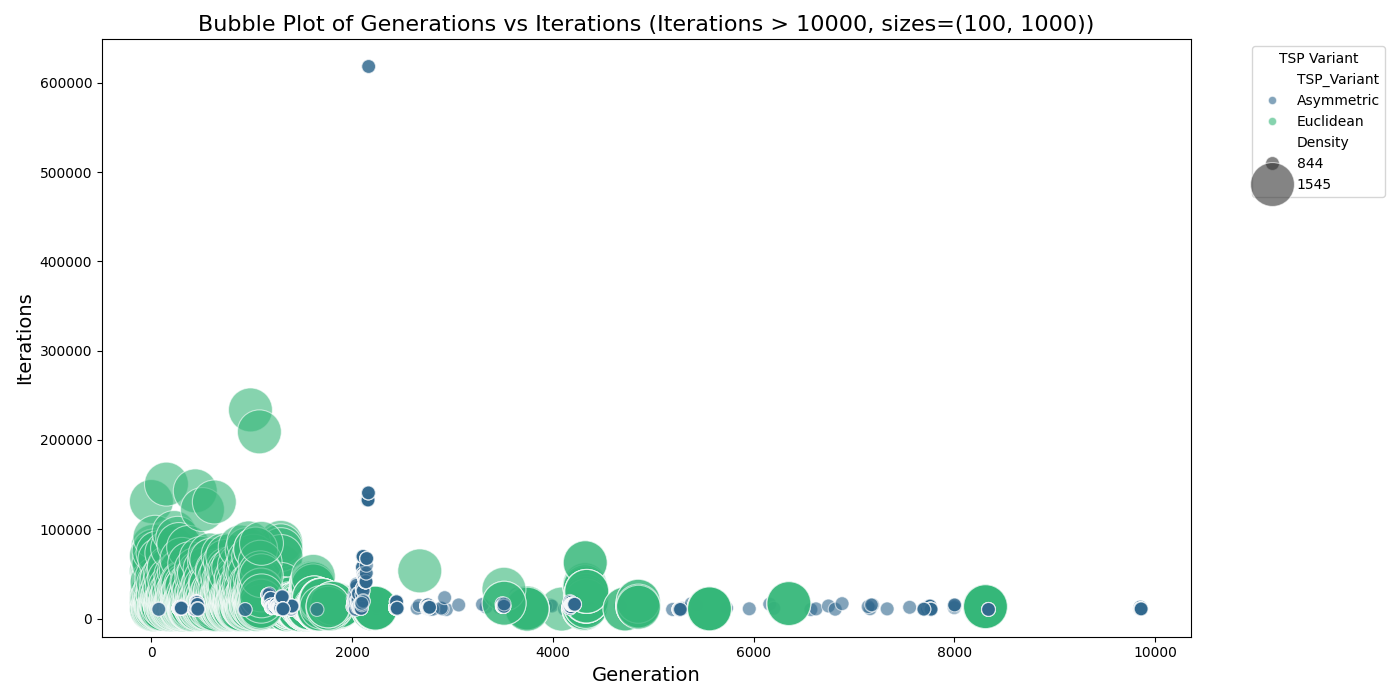 Bubble Plot of Generations vs Iterations (Iterations > 10000, sizes=(100, 1000))
TSP Variant
TSP_Variant
Asymmetric
Euclidean
Density
844
1545
Iterations
600000
500000
400000
300000
200000
100000
0
0 2000 4000 6000 8000 10000
Generation